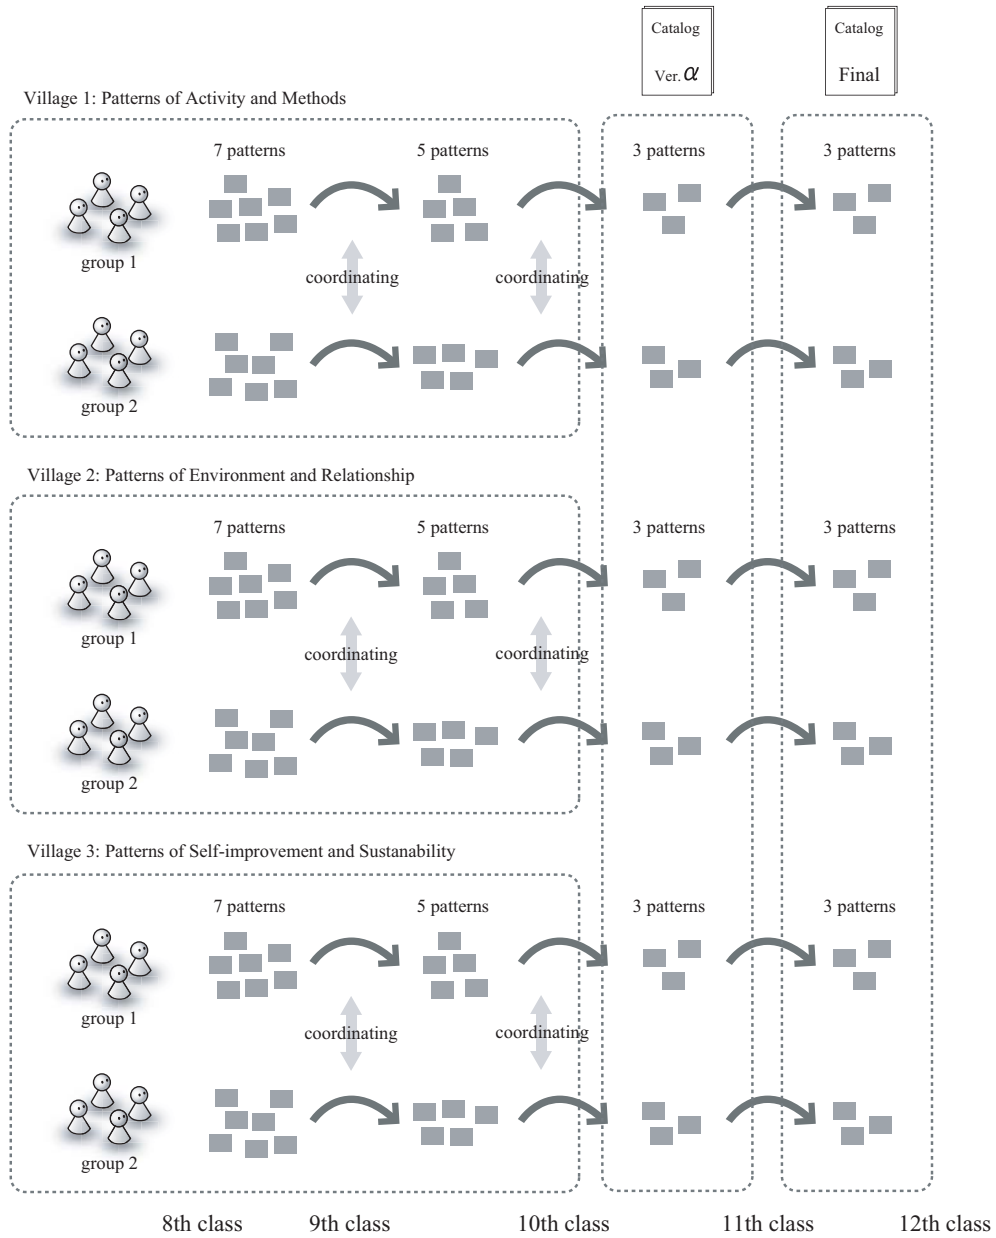 Catalog
Ver. α
Catalog
Final
Village 1: Patterns of Activity and Methods
7 patterns
5 patterns
3 patterns
3 patterns
group 1
coordinating
coordinating
group 2
Village 2: Patterns of Environment and Relationship
7 patterns
5 patterns
3 patterns
3 patterns
group 1
coordinating
coordinating
group 2
Village 3: Patterns of Self-improvement and Sustanability
7 patterns
5 patterns
3 patterns
3 patterns
group 1
coordinating
coordinating
group 2
8th class
9th class
10th class
11th class
12th class